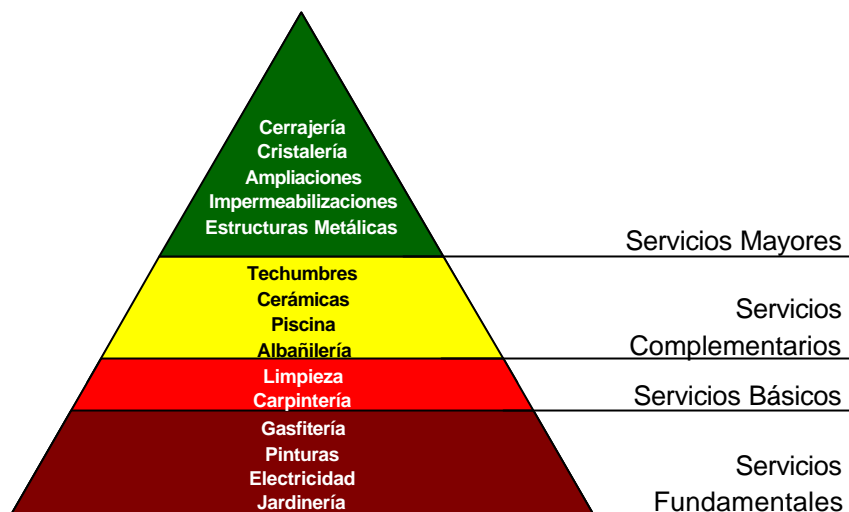 Cerrajería
Cristalería
Ampliaciones
Impermeabilizaciones
Estructuras Metálicas
Servicios Mayores
Techumbres
Cerámicas
Piscina
Albañilería
Servicios
Complementarios
Limpieza
Carpintería
Servicios Básicos
Gasfitería
Pinturas
Electricidad
Jardinería
Servicios
Fundamentales